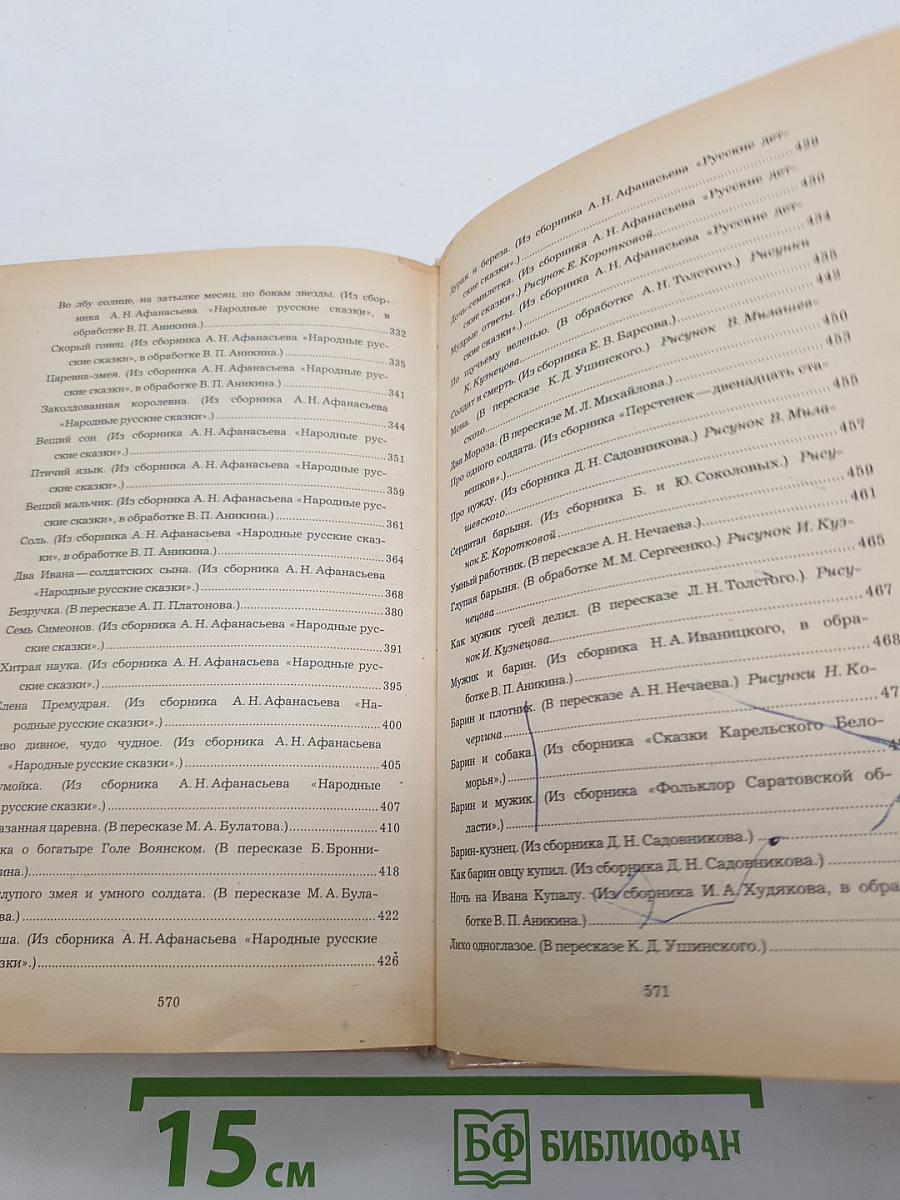 Во лбу солнце, на затылке месяц, по бокам звезды. (Из сбор-
ника А. Н. Афанасьева «Народные русские сказки», в
обработке В. П. Аникина.) 332
Скорый гонец. (Из сборника А. Н. Афанасьева «Народные рус-
ские сказки», в обработке В. П. Аникина.) 335
Царевна-змея. (Из сборника А. Н. Афанасьева «Народные рус-
ские сказки», в обработке В. П. Аникина.) 341
Заколдованная королевна. (Из сборника А. Н. Афанасьева
«Народные русские сказки».) 344
Вещий сон. (Из сборника А. Н. Афанасьева «Народные рус-
ские сказки».) 351
Птичий язык. (Из сборника А. Н. Афанасьева «Народные рус-
ские сказки».) 359
Вещий мальчик. (Из сборника А. Н. Афанасьева «Народные рус-
ские сказки», в обработке В. П. Аникина.) 361
Соль. (Из сборника А. Н. Афанасьева «Народные русские сказ-
ки», в обработке В. П. Аникина.) 364
Два Ивана — солдатских сына. (Из сборника А. Н. Афанасьева
«Народные русские сказки».) 368
Безручка. (В пересказе А. П. Платонова.) 380
Семь Симеонов. (Из сборника А. Н. Афанасьева «Народные рус-
ские сказки».) 391
Хитрая наука. (Из сборника А. Н. Афанасьева «Народные рус-
ские сказки».) 395
Елена Премудрая. (Из сборника А. Н. Афанасьева «На-
родные русские сказки».) 400
иво дивное, чудо чудное. (Из сборника А. Н. Афанасьева
«Народные русские сказки».) 405
умойка. (Из сборника А. Н. Афанасьева «Народные
русские сказки».) 407
азанная царевна. (В пересказе М. А. Булатова.) 410
ка о богатыре Голе Воянском. (В пересказе Б. Бронни-
ина.) 418
глупого змея и умного солдата. (В пересказе М. А. Була-
ва.) 422
ша. (Из сборника А. Н. Афанасьева «Народные русские
зки».) 426
570
Дурак и береза. (Из сборника А. Н. Афанасьева «Русские дет-
ские сказки».) 429
Дочь-семилетка. (Из сборника А. Н. Афанасьева «Русские дет-
ские сказки».) Рисунок Е. Коротковой 430
Мудрые ответы. (Из сборника А. Н. Афанасьева «Русские дет-
ские сказки».) 434
По щучьему веленью. (В обработке А. Н. Толстого.) Рисунки
К. Кузнецова
Солдат и смерть. (Из сборника Е. В. Барсова.) 443
Мена. (В пересказе К. Д. Ушинского.) Рисунок В. Милашев-
ского 450
Два Мороза. (В пересказе М. Л. Михайлова.) 453
Про одного солдата. (Из сборника «Перстенек — двенадцать ста-
вешков».) 455
Про нужду. (Из сборника Д. Н. Садовникова.) Рисунок В. Мила-
шевского 457
Сердитая барыня. (Из сборника Б. и Ю. Соколовых.) Рису-
нок Е. Коротковой 459
Умный работник. (В пересказе А. Н. Нечаева.) 461
Глупая барыня. (В обработке М. М. Сергеенко.) Рисунок И. Куз-
нецова 465
Как мужик гусей делил. (В пересказе Л. Н. Толстого.) Рису-
нок И. Кузнецова 467
Мужик и барин. (Из сборника Н. А. Иваницкого, в обра-
ботке В. П. Аникина.) 468
Барин и плотник. (В пересказе А. Н. Нечаева.) Рисунки Н. Ко-
чергина 47
Барин и собака. (Из сборника «Сказки Карельского Бело-
морья».)
Барин и мужик. (Из сборника «Фольклор Саратовской об-
ласти».)
Барин-кузнец. (Из сборника Д. Н. Садовникова.)
Как барин овцу купил. (Из сборника Д. Н. Садовникова.)
Ночь на Ивана Купалу. (Из сборника И. А. Худякова, в обра
ботке В. П. Аникина.)
Лихо одноглазое. (В пересказе К. Д. Ушинского.)
571
15 см
БФ БИБЛИОФАН